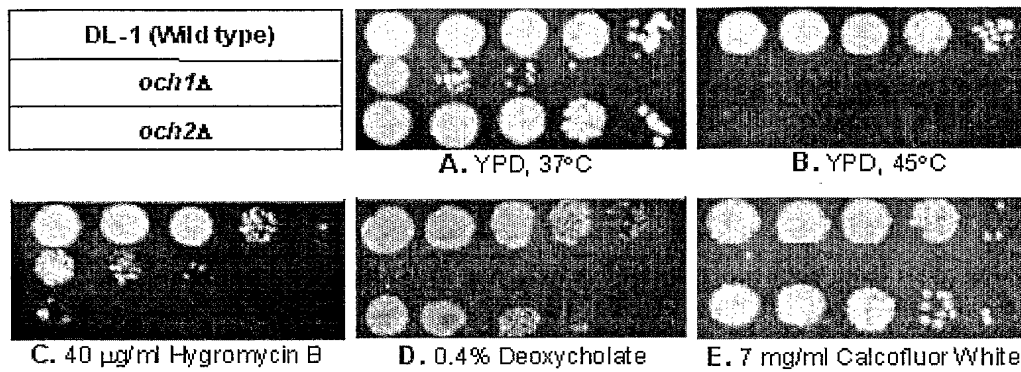 DL-1 (Wild type)
och1Δ
och2Δ
A. YPD, 37°C
B. YPD, 45°C
C. 40 µg/ml Hygromycin B
D. 0.4% Deoxycholate
E. 7 mg/ml Calcofluor White